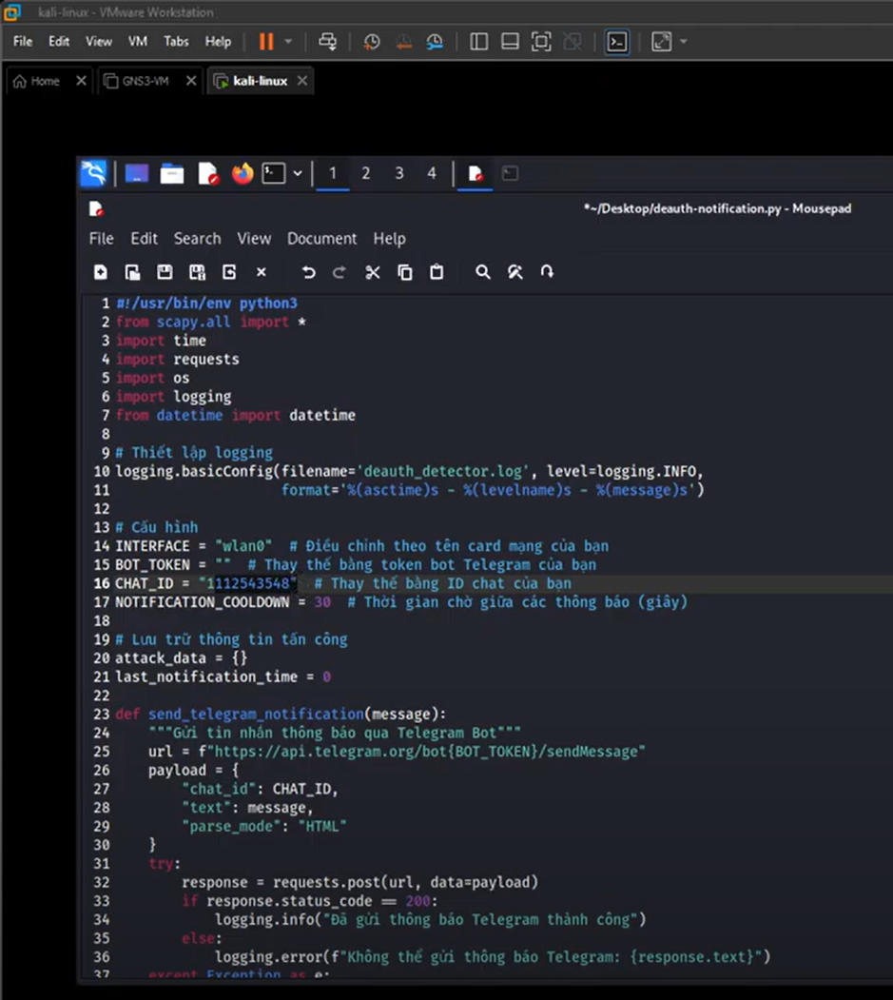 kali-linux - VMware Workstation
File Edit View VM Tabs Help
Home GNS3-VM kali-linux
1 2 3 4
*~/Desktop/deauth-notification.py - Mousepad
File Edit Search View Document Help
1 #!/usr/bin/env python3
2 from scapy.all import *
3 import time
4 import requests
5 import os
6 import logging
7 from datetime import datetime
8
9 # Thiết lập logging
10 logging.basicConfig(filename='deauth_detector.log', level=logging.INFO,
11 format='%(asctime)s - %(levelname)s - %(message)s')
12
13 # Cấu hình
14 INTERFACE = "wlan0" # Điều chỉnh theo tên card mạng của bạn
15 BOT_TOKEN = "" # Thay thế bằng token bot Telegram của bạn
16 CHAT_ID = "1112543548" # Thay thế bằng ID chat của bạn
17 NOTIFICATION_COOLDOWN = 30 # Thời gian chờ giữa các thông báo (giây)
18
19 # Lưu trữ thông tin tấn công
20 attack_data = {}
21 last_notification_time = 0
22
23 def send_telegram_notification(message):
24 """Gửi tin nhắn thông báo qua Telegram Bot"""
25 url = f"https://api.telegram.org/bot{BOT_TOKEN}/sendMessage"
26 payload = {
27 "chat_id": CHAT_ID,
28 "text": message,
29 "parse_mode": "HTML"
30 }
31 try:
32 response = requests.post(url, data=payload)
33 if response.status_code == 200:
34 logging.info("Đã gửi thông báo Telegram thành công")
35 else:
36 logging.error(f"Không thể gửi thông báo Telegram: {response.text}")
37 except Exception as e: